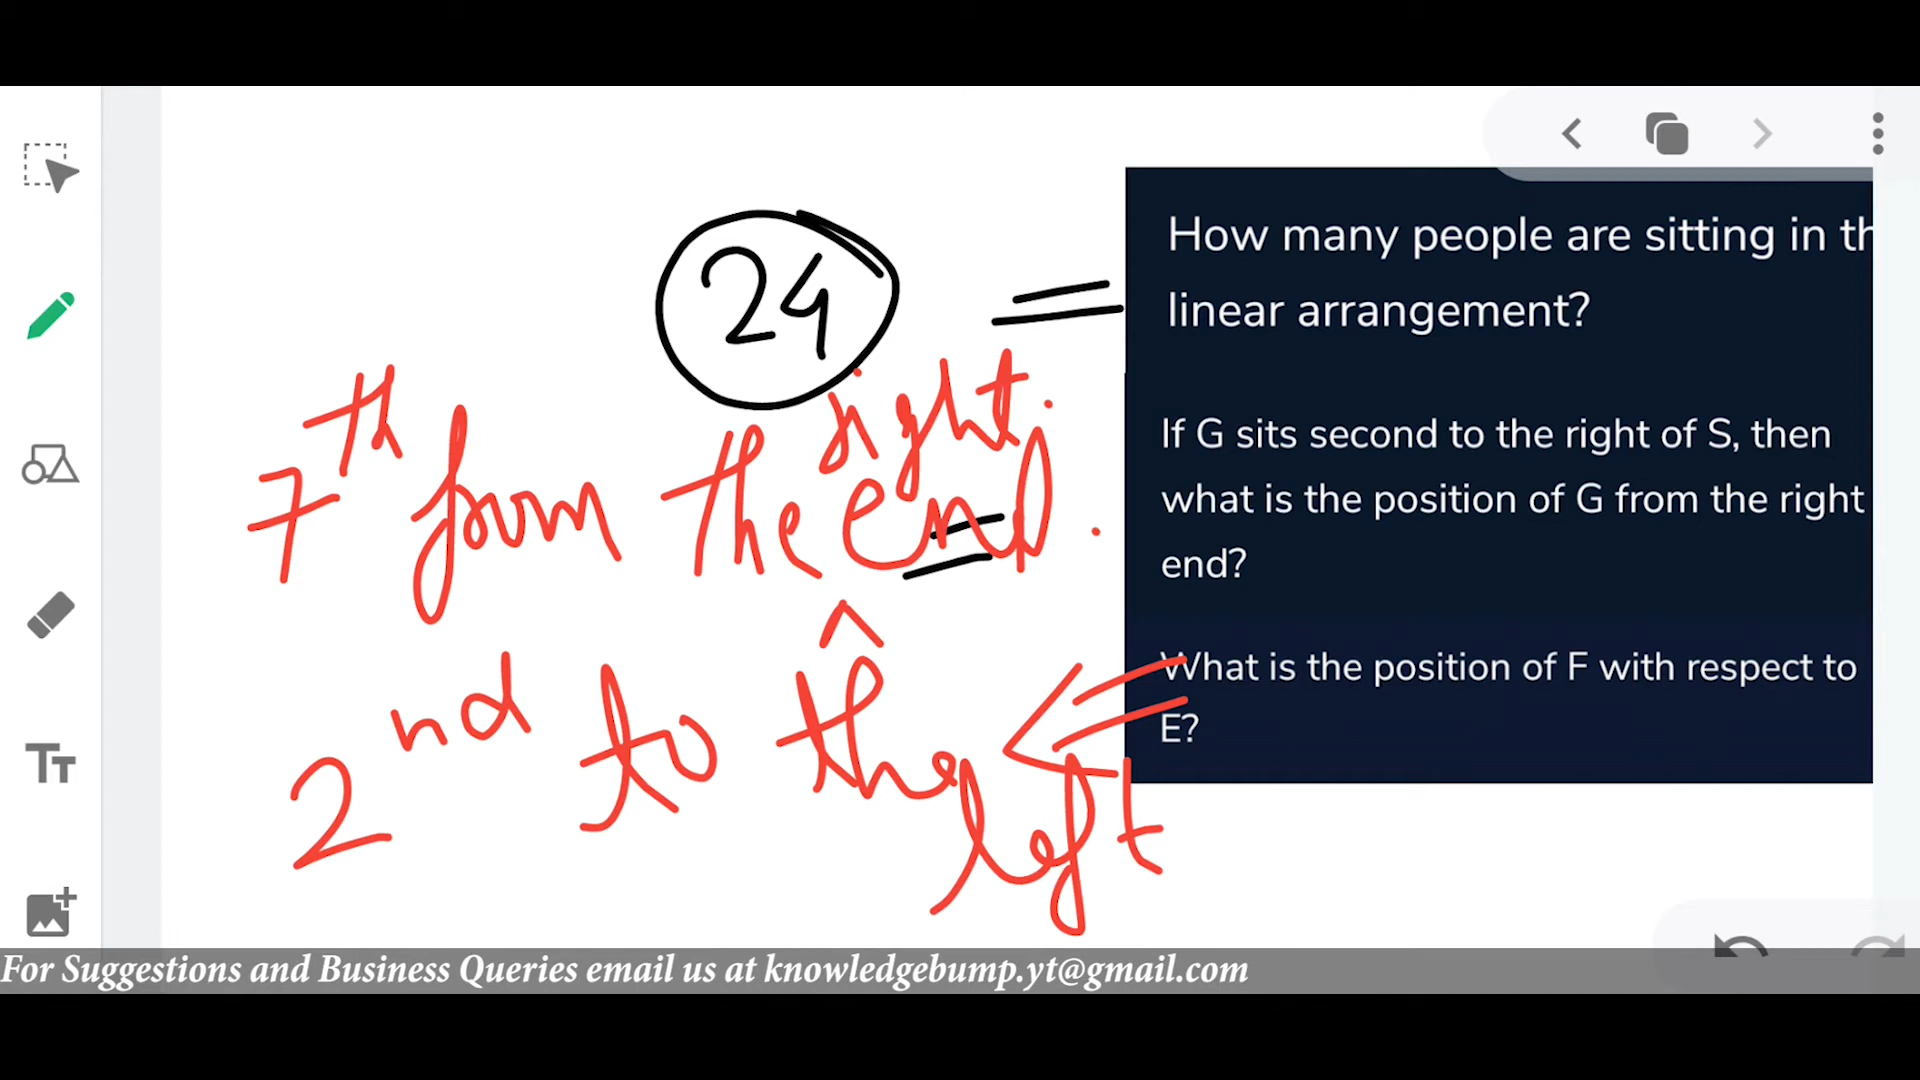 24 =
How many people are sitting in th
linear arrangement?
7th from the right end.
If G sits second to the right of S, then
what is the position of G from the right
end?
2nd to the left
What is the position of F with respect to
E?
TT
For Suggestions and Business Queries email us at knowledgebump.yt@gmail.com